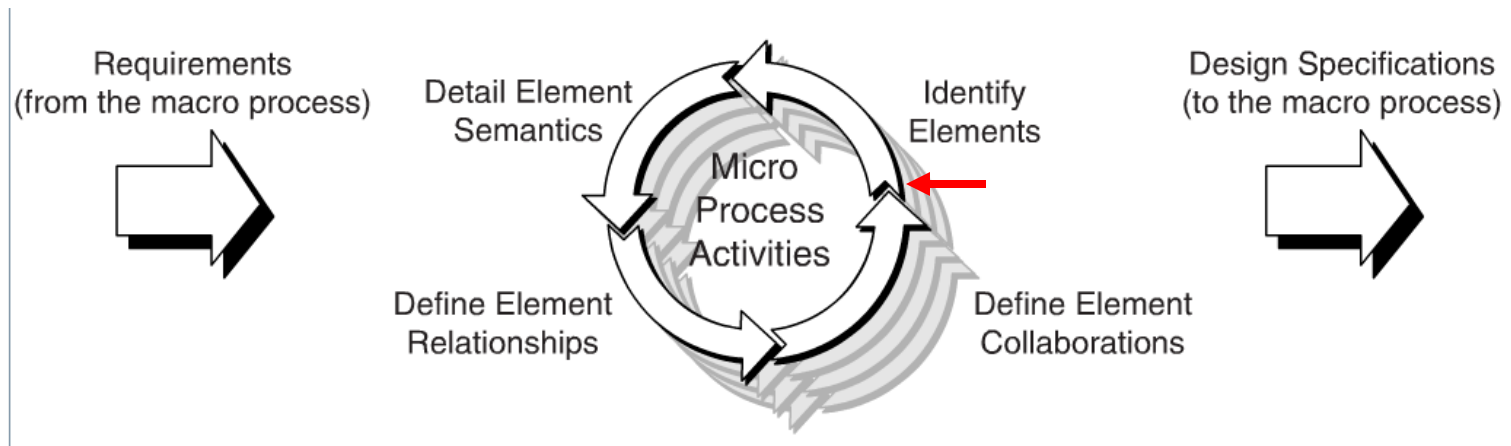 Requirements
(from the macro process)
Detail Element
Semantics
Identify
Elements
Design Specifications
(to the macro process)
Micro
Process
Activities
Define Element
Relationships
Define Element
Collaborations